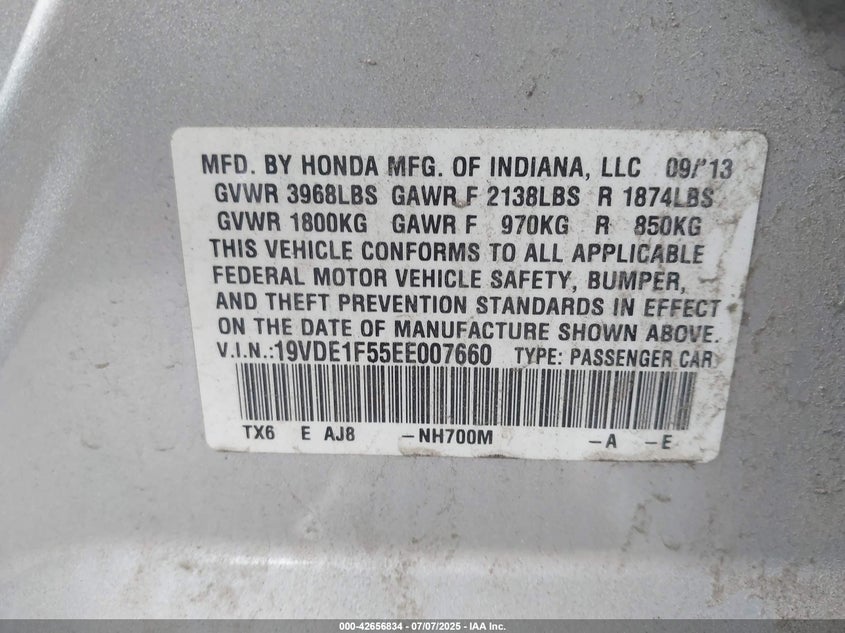 MFD. BY HONDA MFG. OF INDIANA, LLC 09/'13
GVWR 3968LBS GAWR F 2138LBS R 1874LBS
GVWR 1800KG GAWR F 970KG R 850KG
THIS VEHICLE CONFORMS TO ALL APPLICABLE
FEDERAL MOTOR VEHICLE SAFETY, BUMPER,
AND THEFT PREVENTION STANDARDS IN EFFECT
ON THE DATE OF MANUFACTURE SHOWN ABOVE.
V.I.N.:19VDE1F55EE007660 TYPE: PASSENGER CAR
TX6 E AJ8 -NH700M -A -E
000-42656834 - 07/07/2025 - IAA Inc.